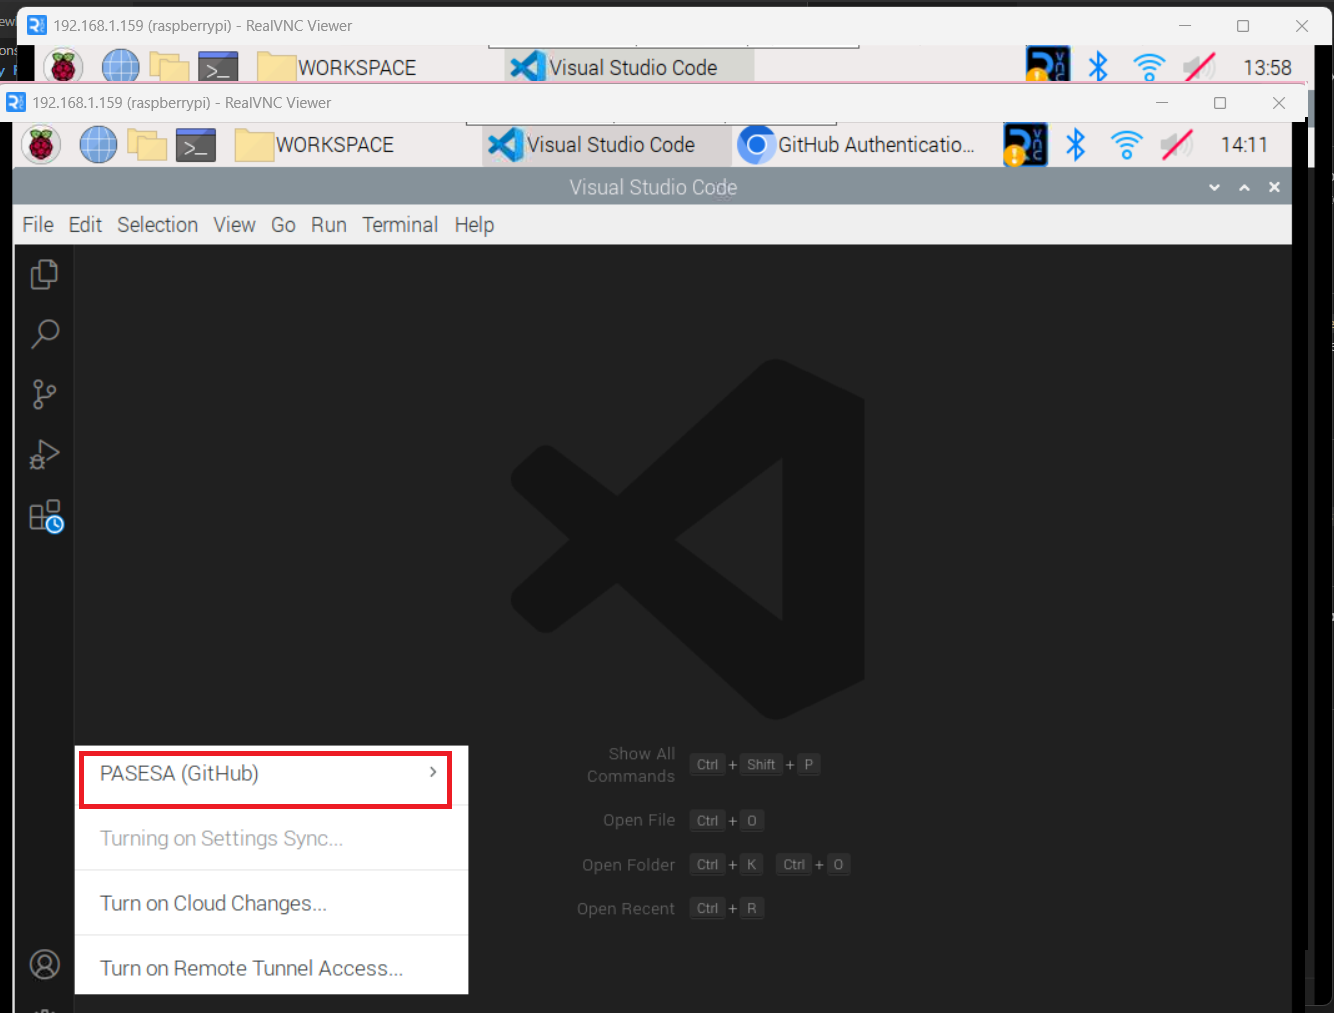 192.168.1.159 (raspberrypi) - RealVNC Viewer
WORKSPACE
Visual Studio Code
13:58
192.168.1.159 (raspberrypi) - RealVNC Viewer
WORKSPACE
Visual Studio Code
GitHub Authenticatio...
14:11
Visual Studio Code
File Edit Selection View Go Run Terminal Help
Show All
Commands
Ctrl + Shift + P
Open File Ctrl + O
Open Folder Ctrl + K Ctrl + O
Open Recent Ctrl + R
PASESA (GitHub)
Turning on Settings Sync...
Turn on Cloud Changes...
Turn on Remote Tunnel Access...